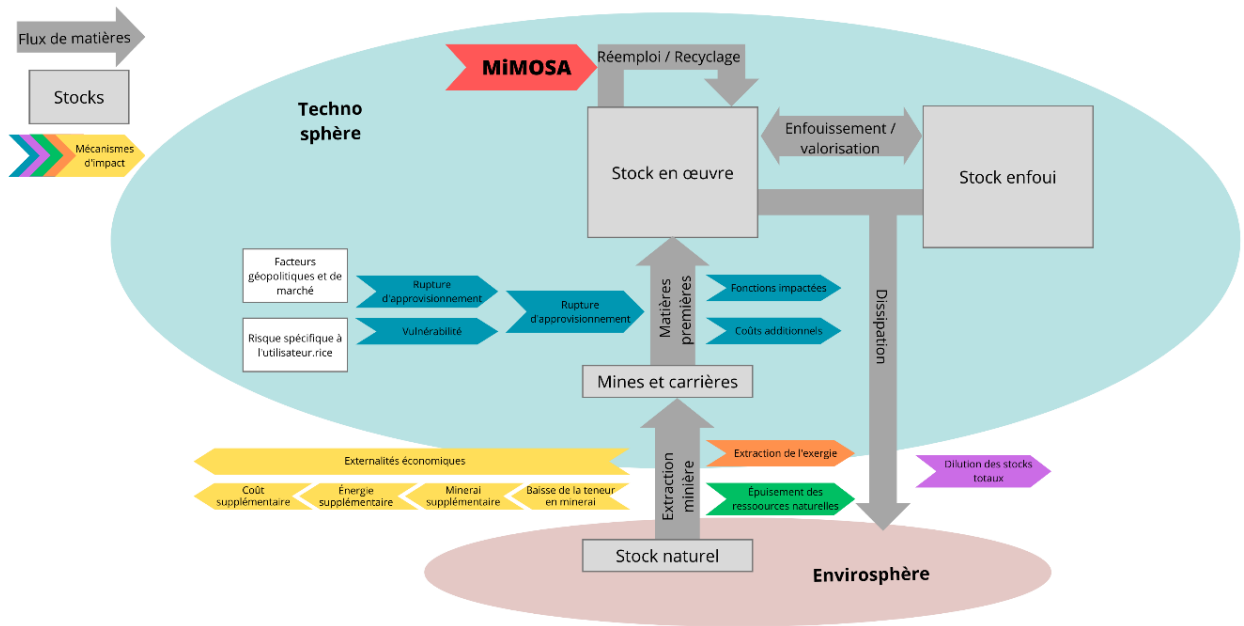 Flux de matières
Stocks
Mécanismes
d'impact
Techno
sphère
MiMOSA
Réemploi / Recyclage
Stock en œuvre
Enfouissement /
valorisation
Stock enfoui
Facteurs
géopolitiques et de
marché
Rupture
d'approvisionnement
Risque spécifique à
l'utilisateur.rice
Vulnérabilité
Rupture
d'approvisionnement
Matières
premières
Fonctions impactées
Coûts additionnels
Dissipation
Mines et carrières
Externalités économiques
Coût
supplémentaire
Énergie
supplémentaire
Minerai
supplémentaire
Baisse de la teneur
en minerai
Extraction
minière
Extraction de l'exergie
Épuisement des
ressources naturelles
Dilution des stocks
totaux
Stock naturel
Envirosphère